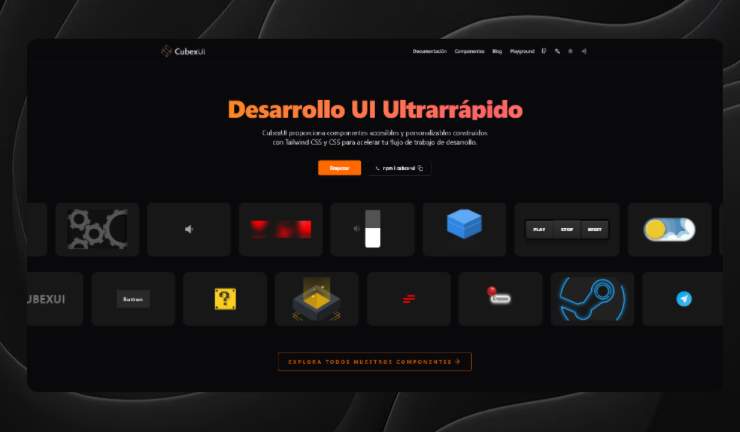 CubexUi
Documentación Componentes Blog Playground
Desarrollo UI Ultrarrápido
CubexUI proporciona componentes accesibles y personalizables construidos
con Tailwind CSS y CSS para acelerar tu flujo de trabajo de desarrollo.
Empezar
npm i cubex-ui
PLAY STOP RESET
UBEXUI
Button
?
EXPLORA TODOS NUESTROS COMPONENTES